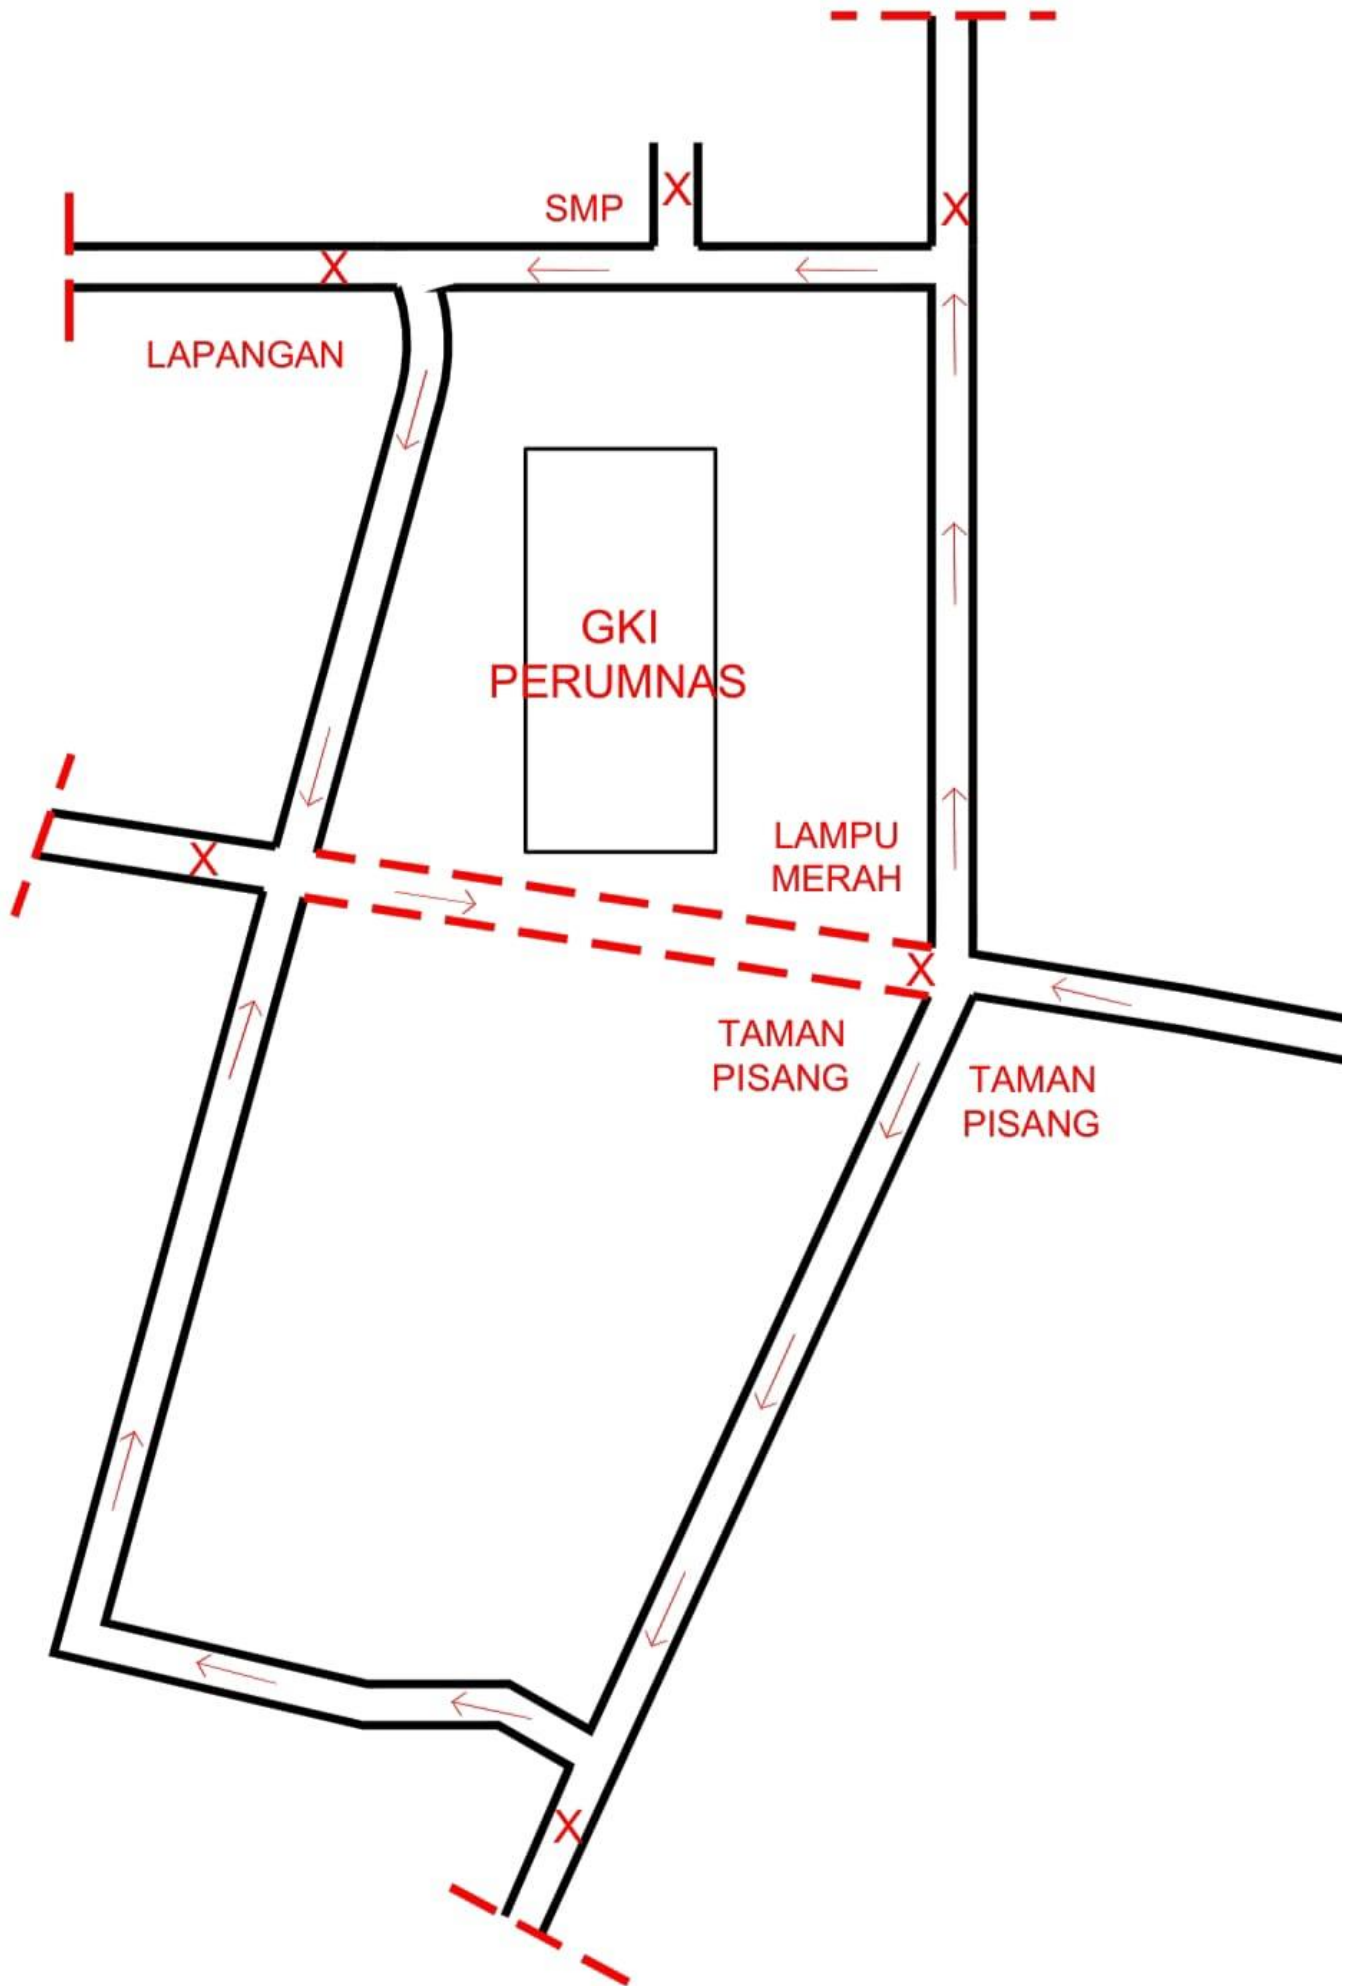 X
SMP
X
X
LAPANGAN
GKI
PERUMNAS
LAMPU
MERAH
X
X
TAMAN
PISANG
TAMAN
PISANG
X